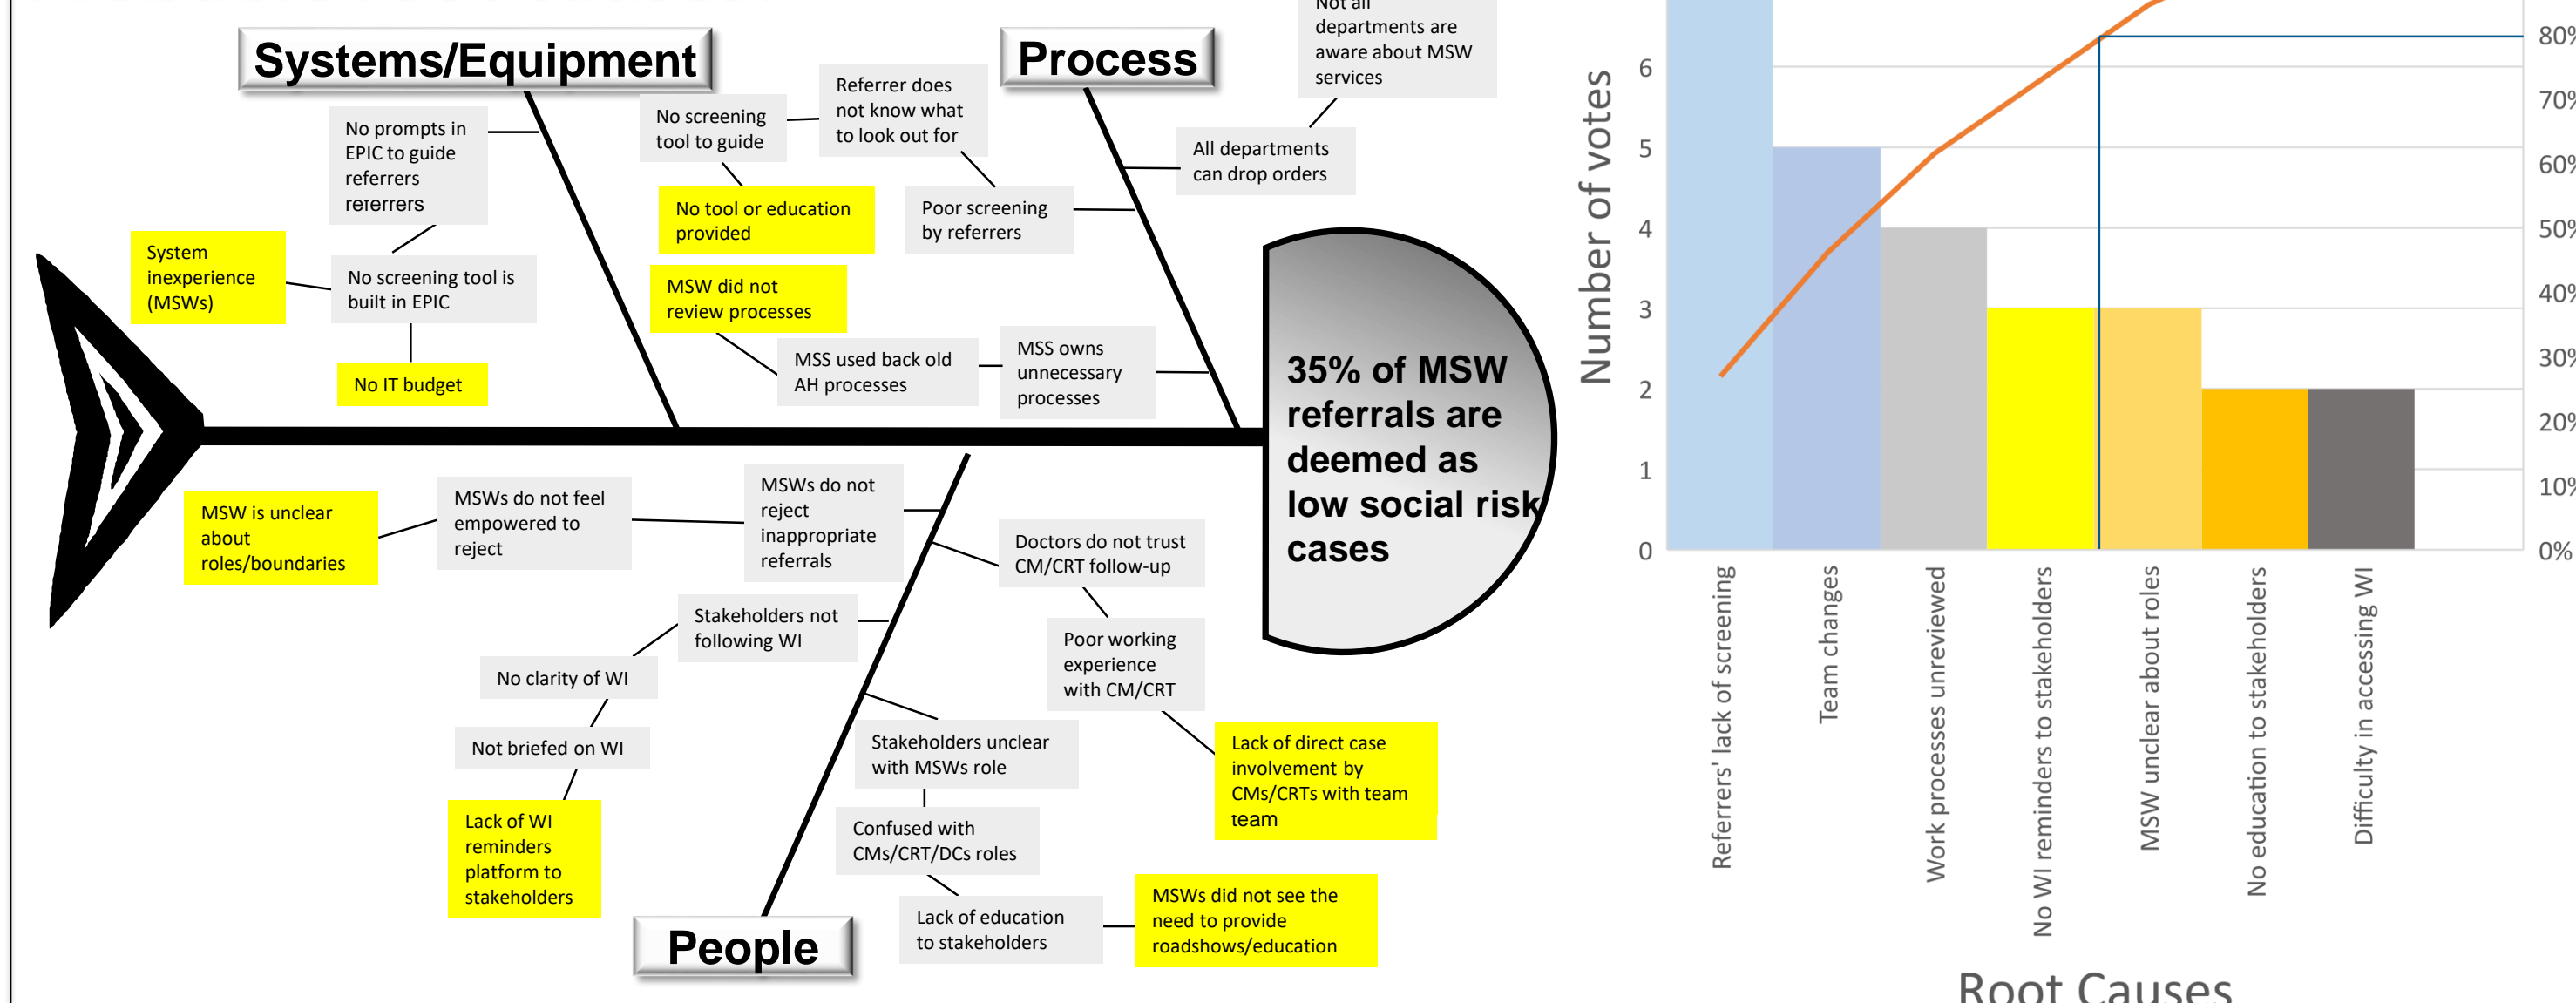 Systems/Equipment
No prompts in
EPIC to guide
referrers
referrers
System
inexperience
(MSWs)
No screening tool is
built in EPIC
No IT budget
Process
Not all
departments are
aware about MSW
services
All departments
can drop orders
Referrer does
not know what
to look out for
No screening
tool to guide
No tool or education
provided
Poor screening
by referrers
MSW did not
review processes
MSS used back old
AH processes
MSS owns
unnecessary
processes
35% of MSW
referrals are
deemed as
low social risk
cases
MSW is unclear
about
roles/boundaries
MSWs do not feel
empowered to
reject
MSWs do not
reject
inappropriate
referrals
Doctors do not trust
CM/CRT follow-up
Poor working
experience
with CM/CRT
Lack of direct case
involvement by
CMs/CRTs with team
team
Stakeholders not
following WI
No clarity of WI
Not briefed on WI
Lack of WI
reminders
platform to
stakeholders
Stakeholders unclear
with MSWs role
Confused with
CMs/CRT/DCs roles
Lack of education
to stakeholders
MSWs did not see the
need to provide
roadshows/education
People
Number of votes
6
5
4
3
2
1
0
80%
70%
60%
50%
40%
30%
20%
10%
0%
Referrers' lack of screening
Team changes
Work processes unreviewed
No WI reminders to stakeholders
MSW unclear about roles
No education to stakeholders
Difficulty in accessing WI
Root Causes